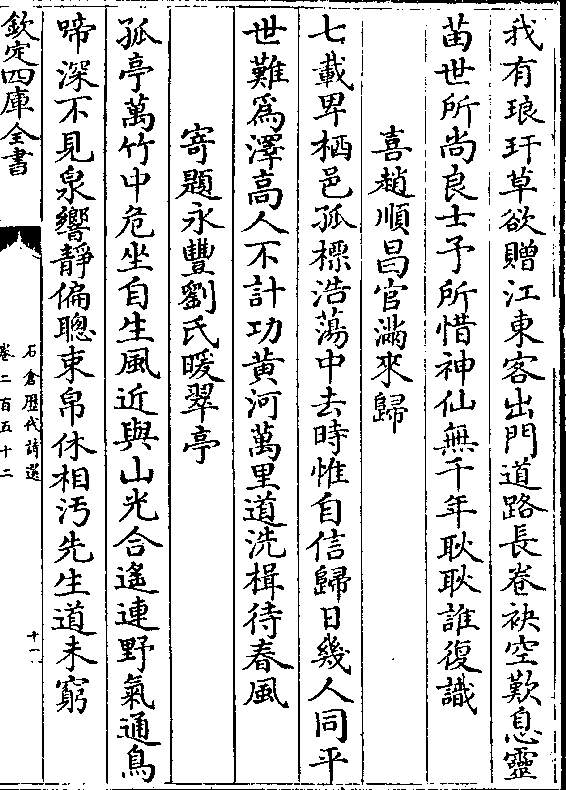 我有琅玕草欲贈江東客出門道路長卷袂空歎息靈
苗世所尚良士予所惜神仙無千年耿耿誰復識
喜趙順昌官滿來歸
七載卑栖邑孤標浩蕩中去時惟自信歸日幾人同平
世難為澤高人不計功黃河萬里道洗楫待春風
寄題永豐劉氏暖翠亭
孤亭萬竹中危坐自生風近與山光合遙連野氣通鳥
啼深不見泉響靜偏聰束帛休相汚先生道未窮
欽定四庫全書
石倉歴代詩選
卷二百五十二
十一